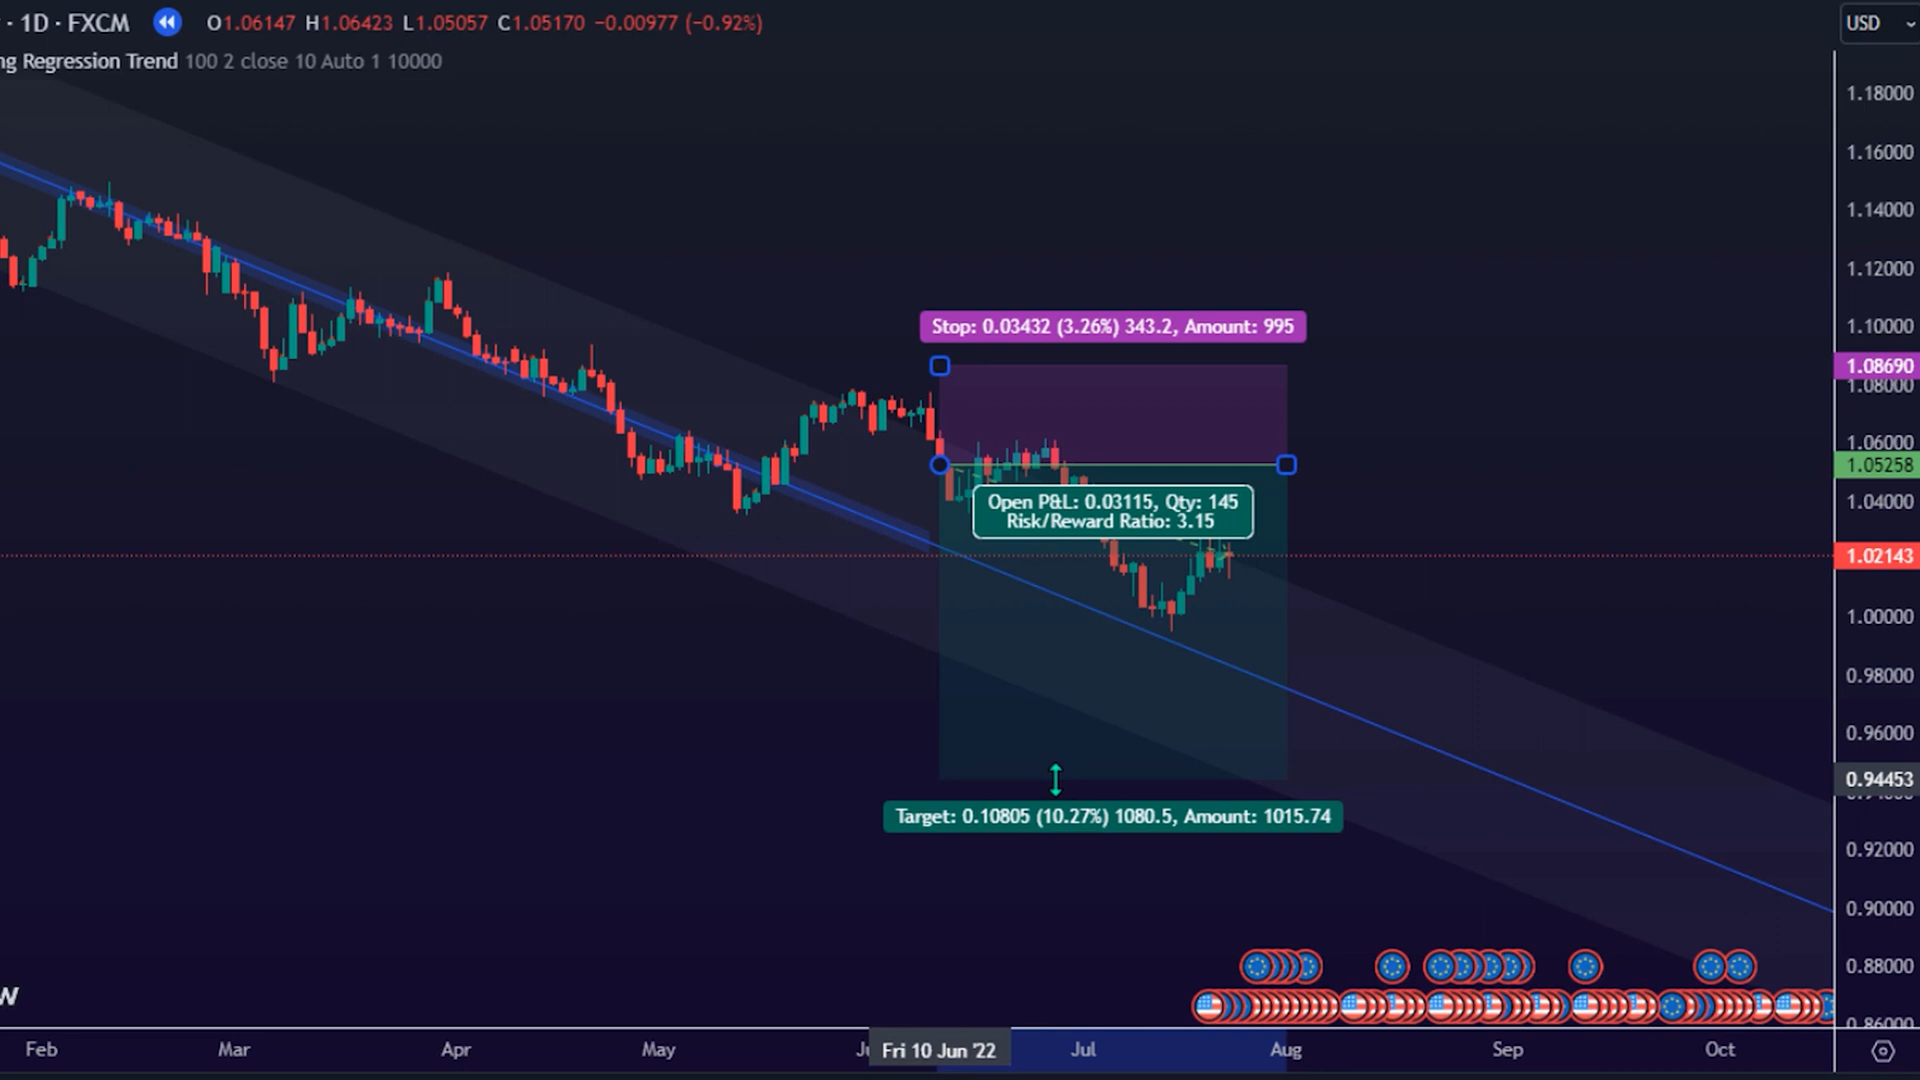 · 1D · FXCM O1.06147 H1.06423 L1.05057 C1.05170 −0.00977 (−0.92%)
USD
ng Regression Trend 100 2 close 10 Auto 1 10000
1.18000
1.16000
1.14000
1.12000
1.10000
Stop: 0.03432 (3.26%) 343.2, Amount: 995
1.08690
1.08000
1.06000
1.05258
Open P&L: 0.03115, Qty: 145
Risk/Reward Ratio: 3.15
1.04000
1.02143
1.00000
0.98000
0.96000
0.94453
Target: 0.10805 (10.27%) 1080.5, Amount: 1015.74
0.92000
0.90000
0.88000
W
0.86000
Feb Mar Apr May Ju Fri 10 Jun '22 Jul Aug Sep Oct